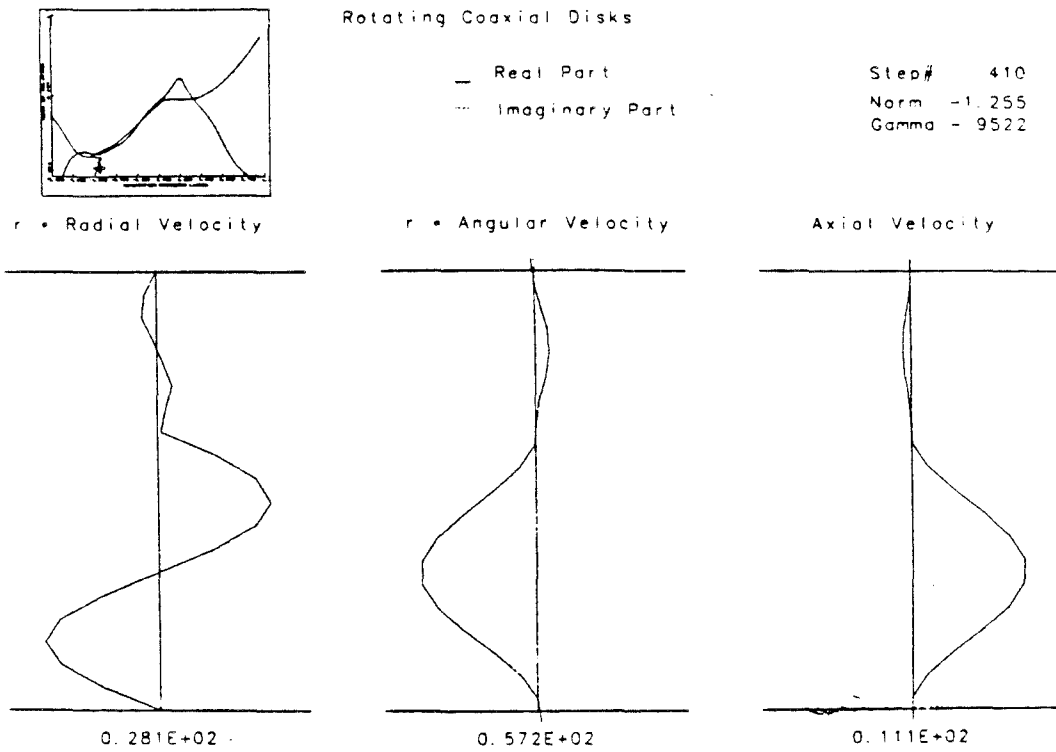 Rotating Coaxial Disks
Real Part
Imaginary Part
Step# 410
Norm -1.255
Gamma - 9522
r * Radial Velocity
r * Angular Velocity
Axial Velocity
0.281E+02
0.572E+02
0.111E+02